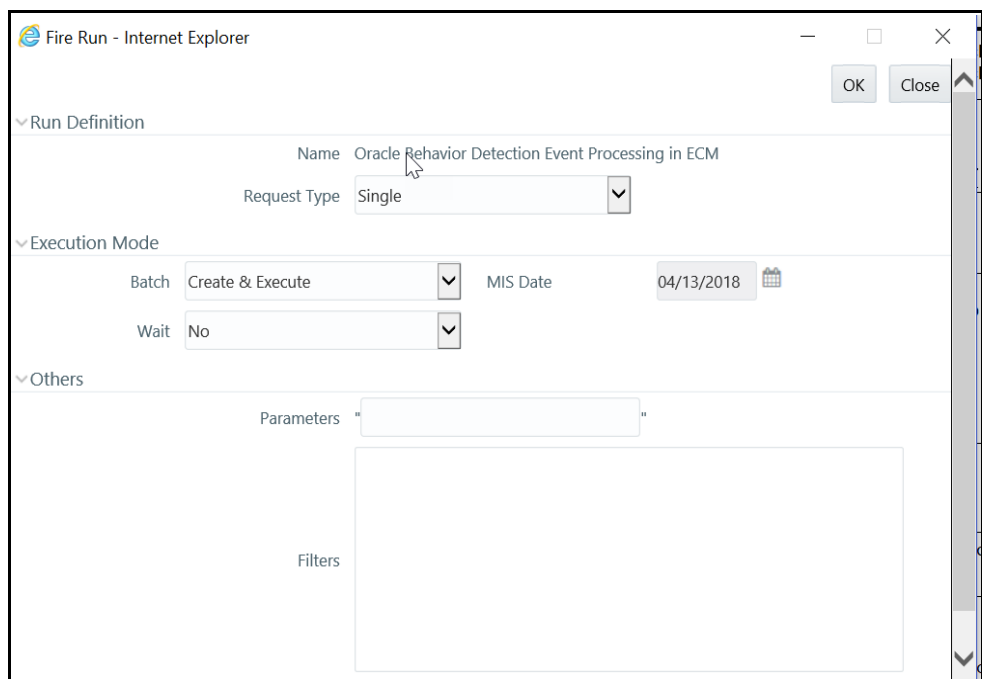 Fire Run - Internet Explorer
OK Close
Run Definition
Name Oracle Behavior Detection Event Processing in ECM
Request Type Single
Execution Mode
Batch Create & Execute MIS Date 04/13/2018
Wait No
Others
Parameters " "
Filters